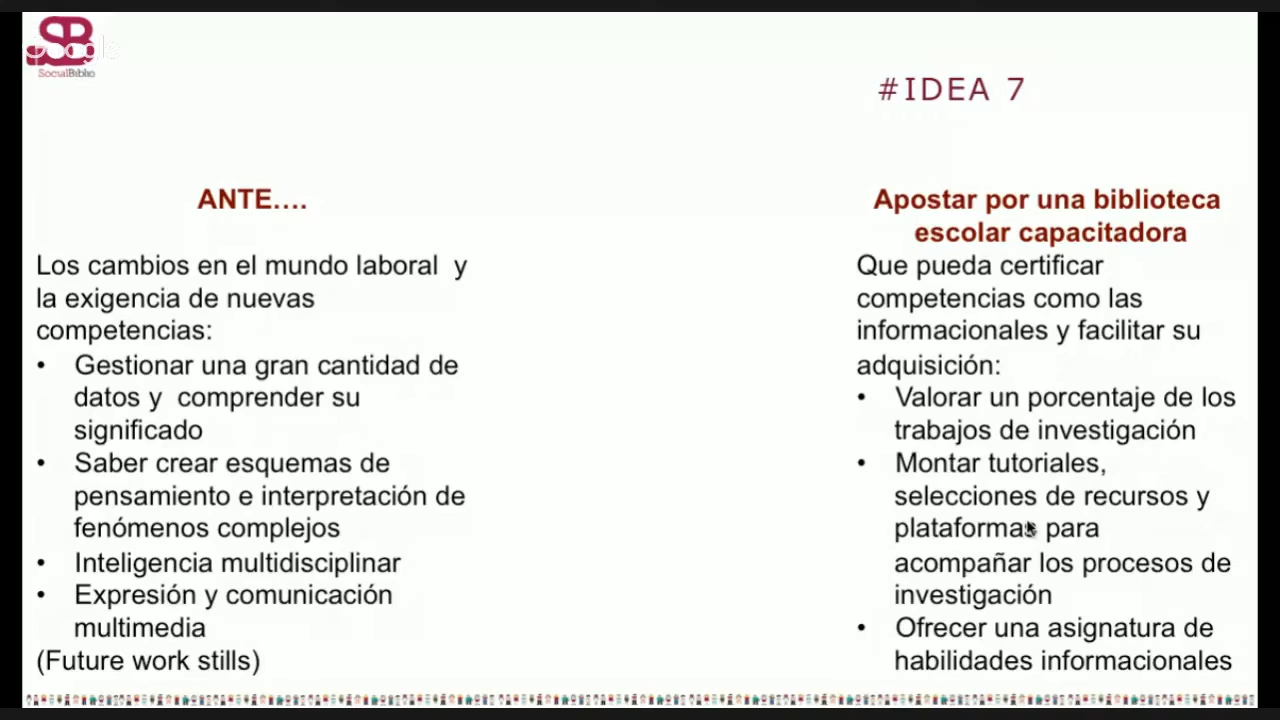 SB
Google
SocialBiblio
#IDEA 7
ANTE....
Los cambios en el mundo laboral y
la exigencia de nuevas
competencias:
• Gestionar una gran cantidad de
datos y comprender su
significado
• Saber crear esquemas de
pensamiento e interpretación de
fenómenos complejos
• Inteligencia multidisciplinar
• Expresión y comunicación
multimedia
(Future work stills)
Apostar por una biblioteca
escolar capacitadora
Que pueda certificar
competencias como las
informacionales y facilitar su
adquisición:
• Valorar un porcentaje de los
trabajos de investigación
• Montar tutoriales,
selecciones de recursos y
plataformas para
acompañar los procesos de
investigación
• Ofrecer una asignatura de
habilidades informacionales